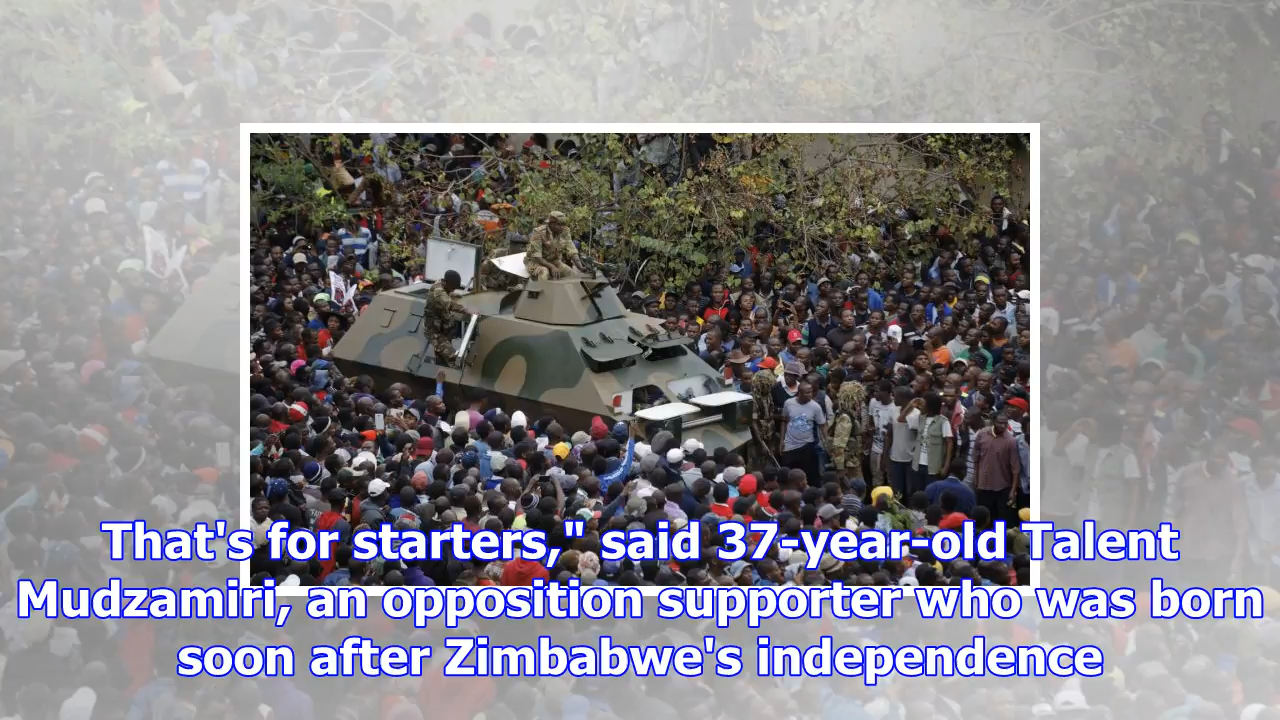 That's for starters," said 37-year-old Talent
Mudzamiri, an opposition supporter who was born
soon after Zimbabwe's independence